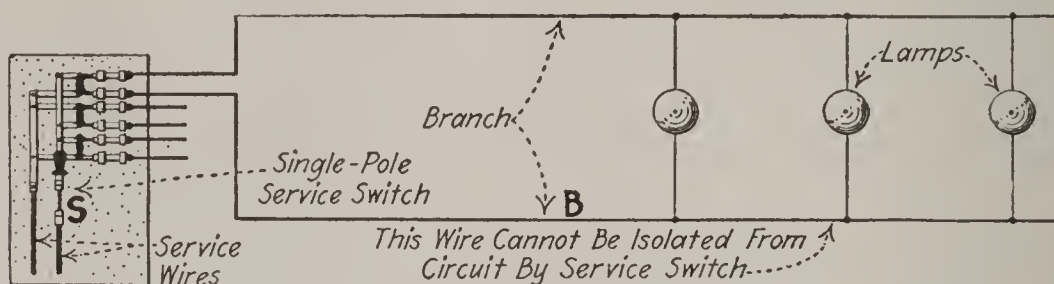 Lamps
Branch
Single-Pole
Service Switch
S
B
Service
Wires
This Wire Cannot Be Isolated From
Circuit By Service Switch